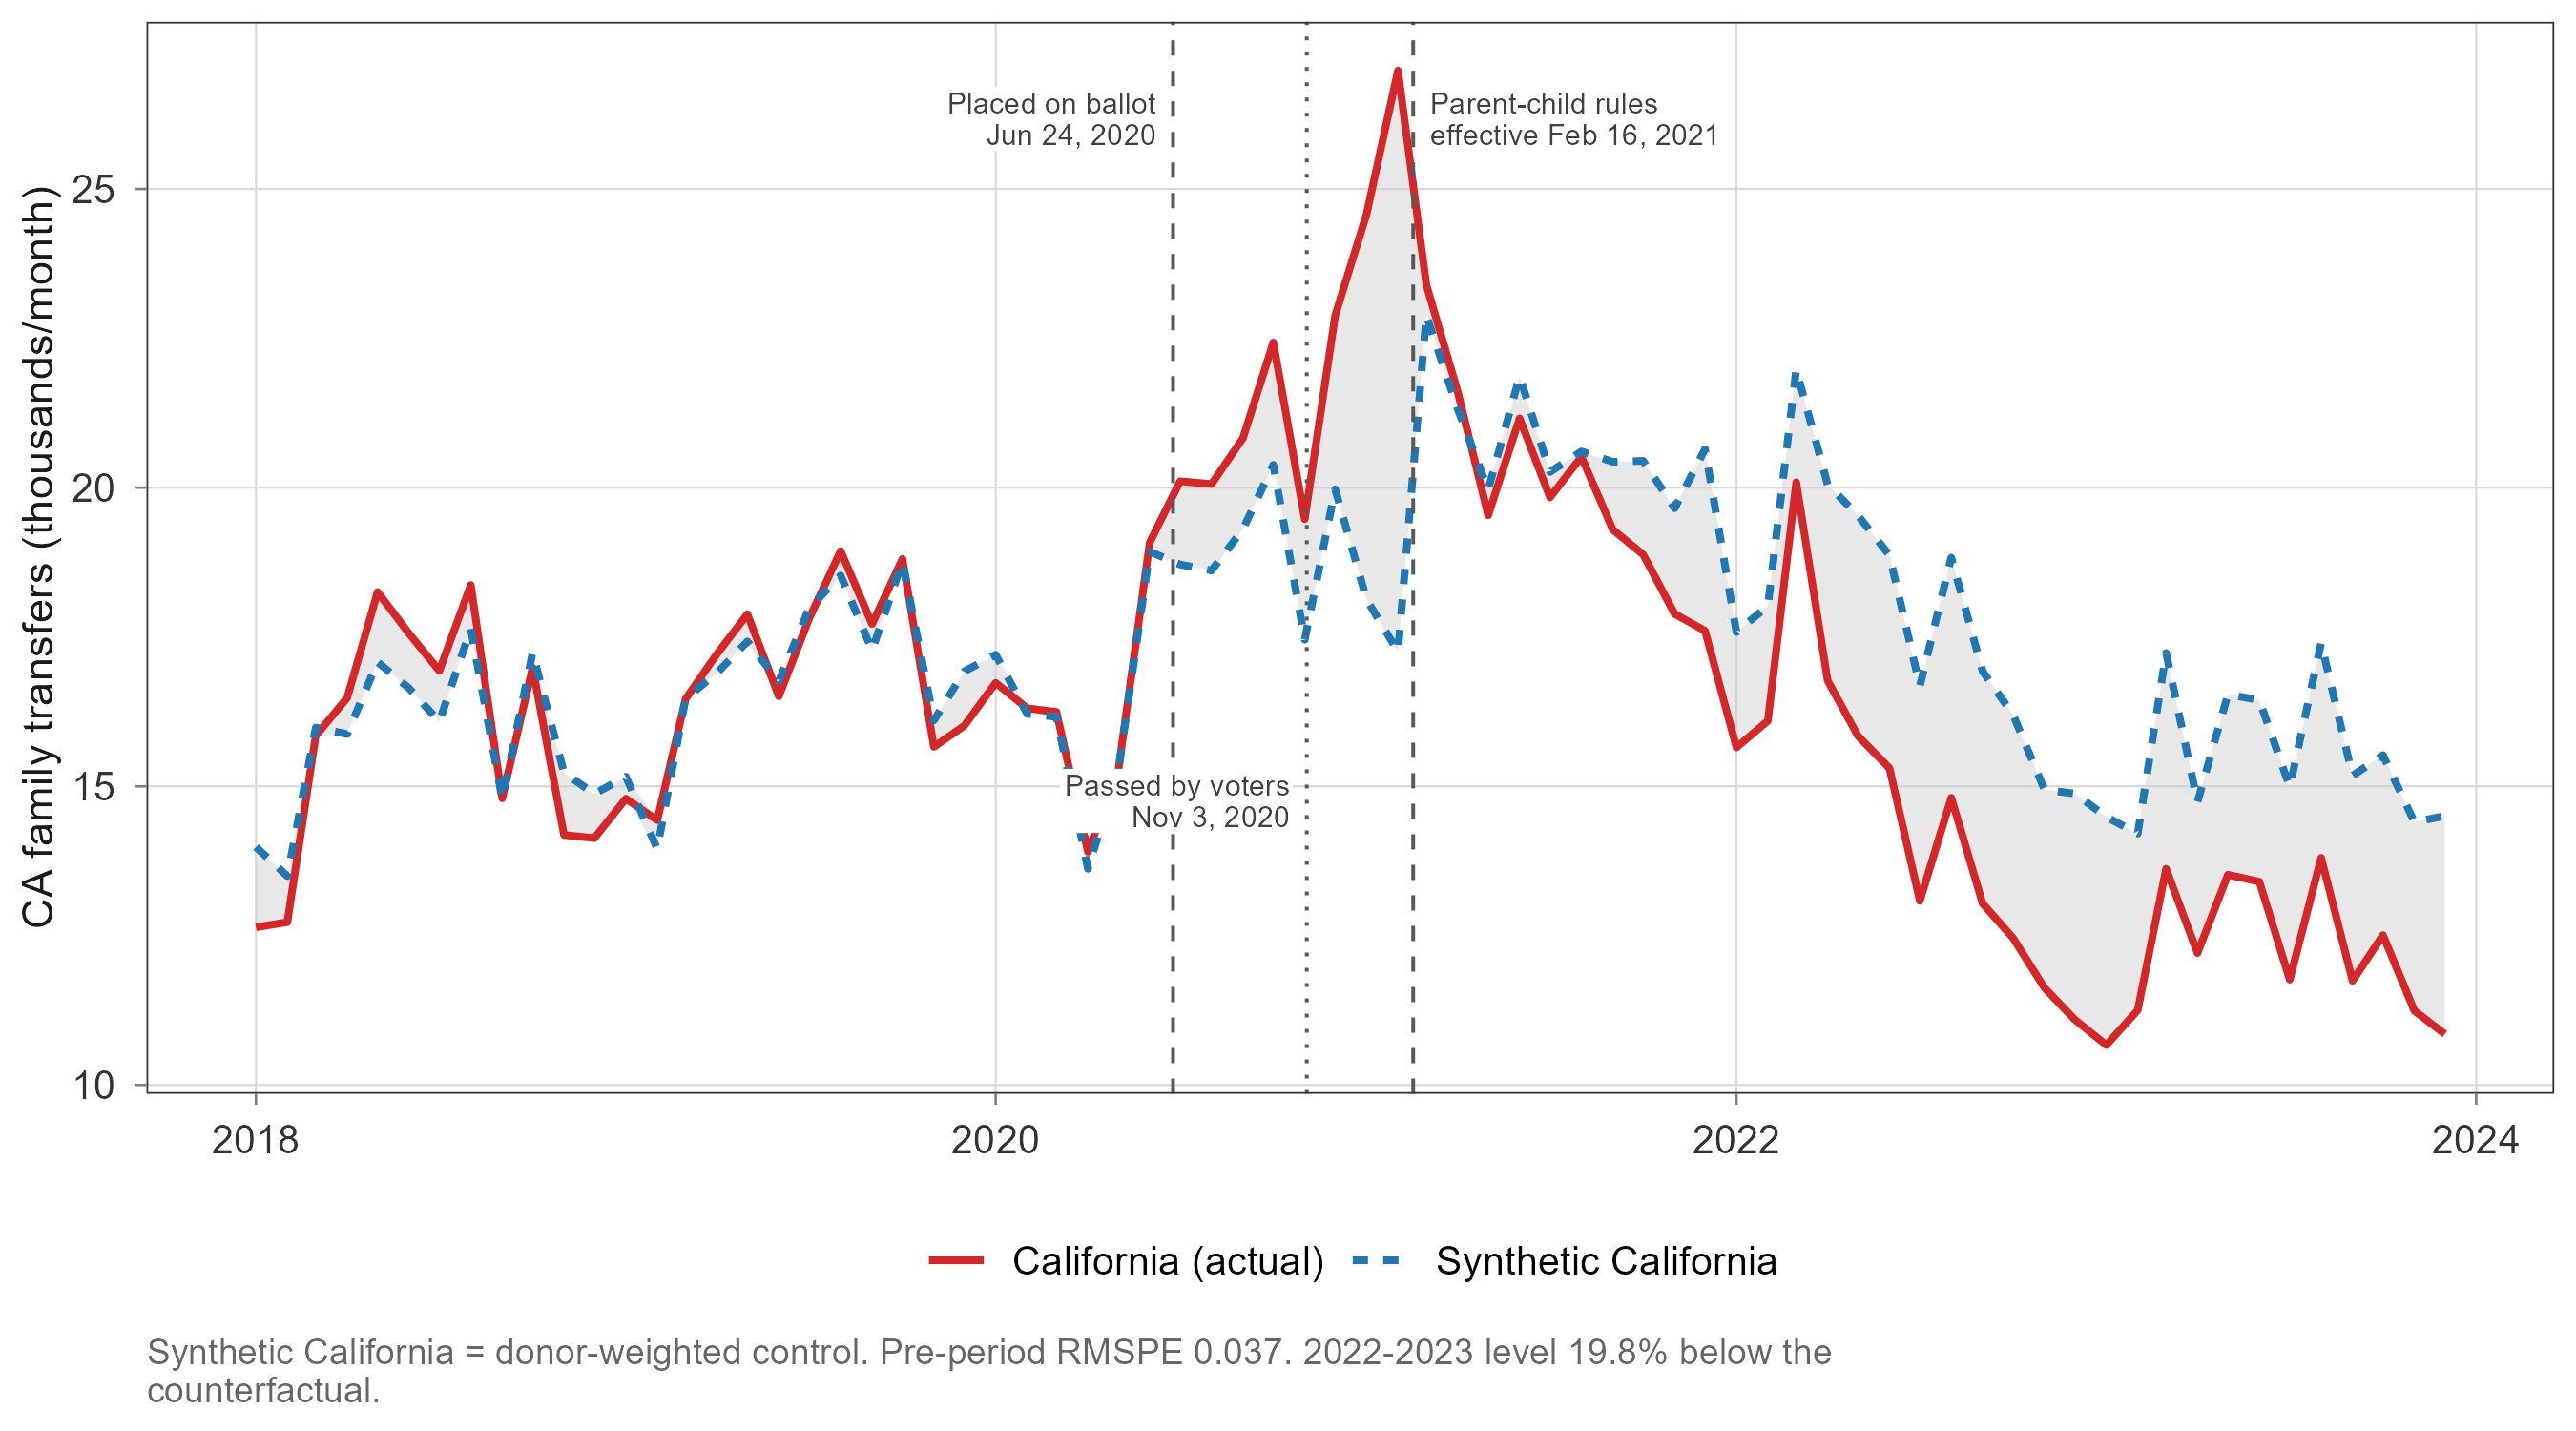 Placed on ballot
Jun 24, 2020
Parent-child rules
effective Feb 16, 2021
CA family transfers (thousands/month)
25
20
15
10
Passed by voters
Nov 3, 2020
2018
2020
2022
2024
California (actual)
Synthetic California
Synthetic California = donor-weighted control. Pre-period RMSPE 0.037. 2022-2023 level 19.8% below the
counterfactual.